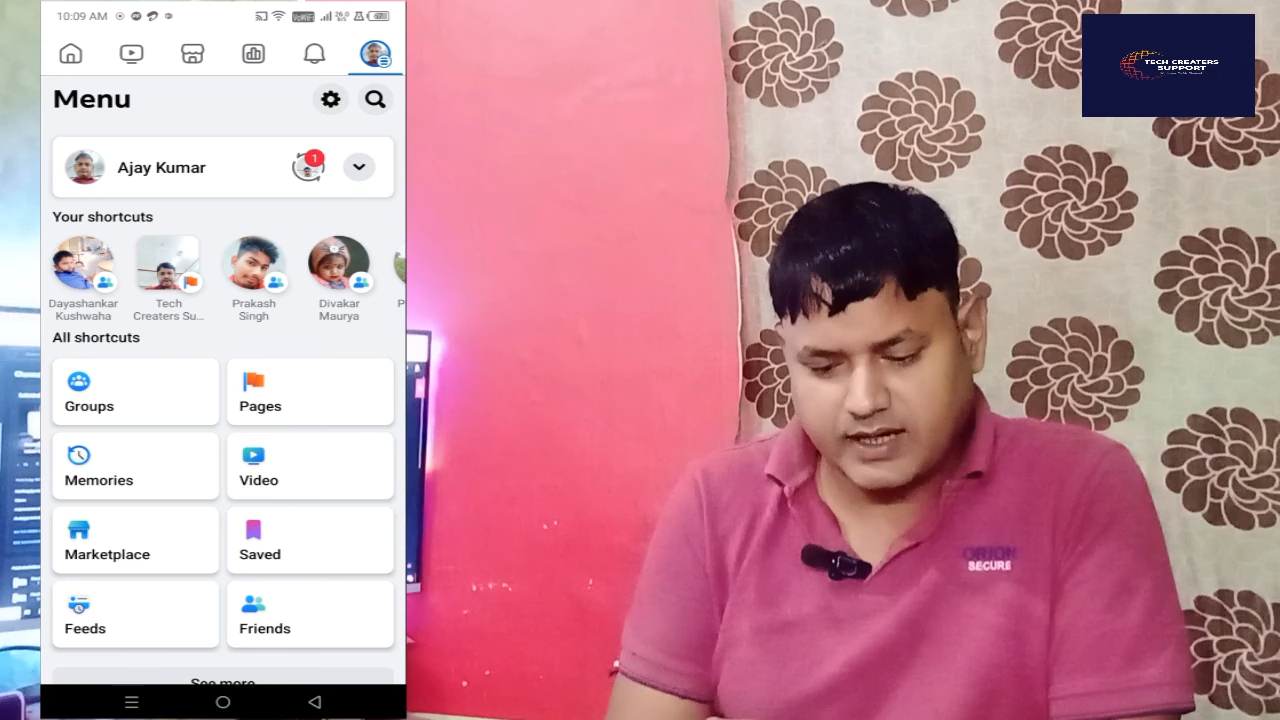 10:09 AM
VoWiFi
Menu
Ajay Kumar
1
Your shortcuts
Dayashankar
Kushwaha
Tech
Creaters Su...
Prakash
Singh
Divakar
Maurya
P
All shortcuts
Groups
Pages
Memories
Video
Marketplace
Saved
Feeds
Friends
See more
TECH CREATERS
SUPPORT
ORION
SECURE